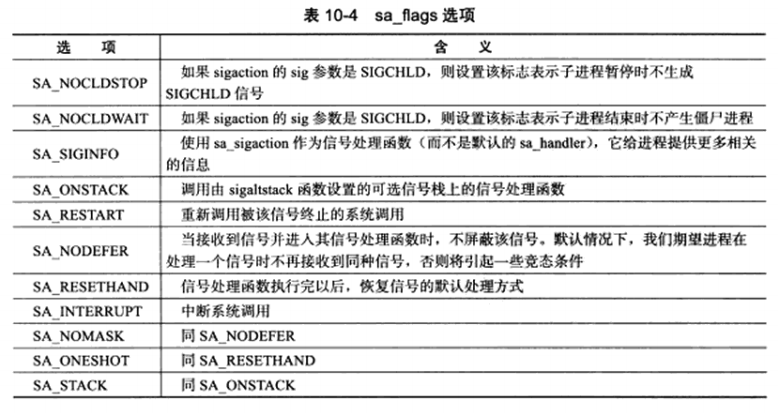 表 10-4 sa_flags 选项
选 项 含 义
SA_NOCLDSTOP 如果 sigaction 的 sig 参数是 SIGCHLD，则设置该标志表示子进程暂停时不生成
SIGCHLD 信号
SA_NOCLDWAIT 如果 sigaction 的 sig 参数是 SIGCHLD，则设置该标志表示子进程结束时不产生僵尸进程
SA_SIGINFO 使用 sa_sigaction 作为信号处理函数（而不是默认的 sa_handler），它给进程提供更多相关
的信息
SA_ONSTACK 调用由 sigaltstack 函数设置的可选信号栈上的信号处理函数
SA_RESTART 重新调用被该信号终止的系统调用
SA_NODEFER 当接收到信号并进入其信号处理函数时，不屏蔽该信号。默认情况下，我们期望进程在
处理一个信号时不再接收到同种信号，否则将引起一些竞态条件
SA_RESETHAND 信号处理函数执行完以后，恢复信号的默认处理方式
SA_INTERRUPT 中断系统调用
SA_NOMASK 同 SA_NODEFER
SA_ONESHOT 同 SA_RESETHAND
SA_STACK 同 SA_ONSTACK